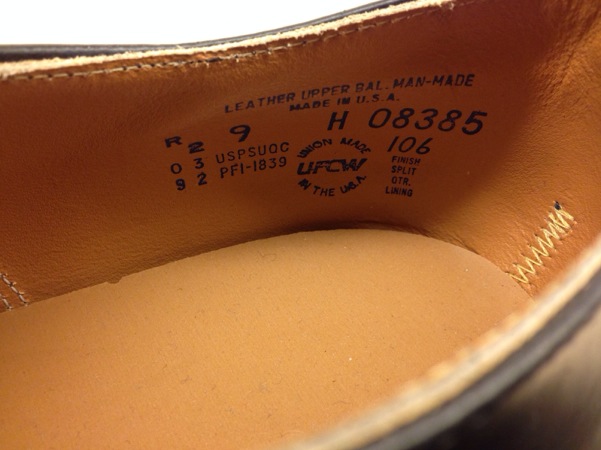 LEATHER UPPER BAL. MAN-MADE
MADE IN U.S.A.
R 2 9 H 08385
0 3 USPSUQC
9 2 PFI-1839
UNION MADE
UFCW
IN THE U.S.A.
106
FINISH
SPLIT
QTR.
LINING